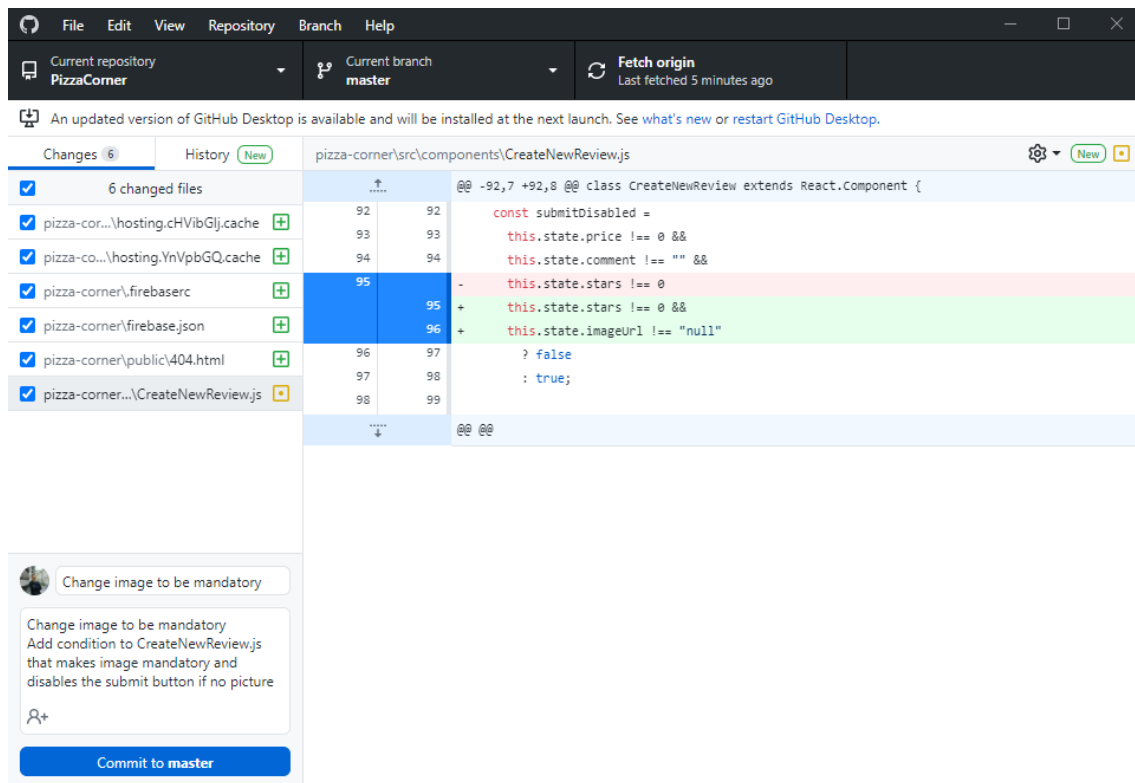 File Edit View Repository Branch Help
Current repository
PizzaCorner
Current branch
master
Fetch origin
Last fetched 5 minutes ago
An updated version of GitHub Desktop is available and will be installed at the next launch. See what's new or restart GitHub Desktop.
Changes 6 History New
6 changed files
pizza-cor...\hosting.cHVibGlj.cache
pizza-co...\hosting.YnVpbGQ.cache
pizza-corner\.firebaserc
pizza-corner\firebase.json
pizza-corner\public\404.html
pizza-corner...\CreateNewReview.js
Change image to be mandatory
Change image to be mandatory
Add condition to CreateNewReview.js
that makes image mandatory and
disables the submit button if no picture
Commit to master
pizza-corner\src\components\CreateNewReview.js New
@@ -92,7 +92,8 @@ class CreateNewReview extends React.Component {
92 92 const submitDisabled =
93 93 this.state.price !== 0 &&
94 94 this.state.comment !== "" &&
95 - this.state.stars !== 0
95 + this.state.stars !== 0 &&
96 + this.state.imageUrl !== "null"
96 97 ? false
97 98 : true;
98 99
@@ @@